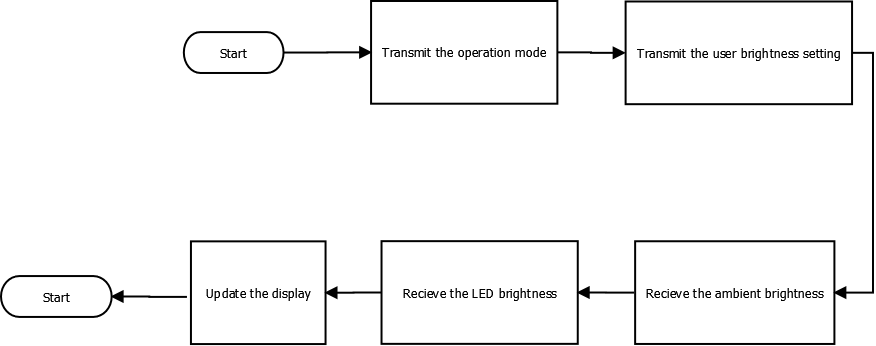 Start
Transmit the operation mode
Transmit the user brightness setting
Recieve the ambient brightness
Recieve the LED brightness
Update the display
Start